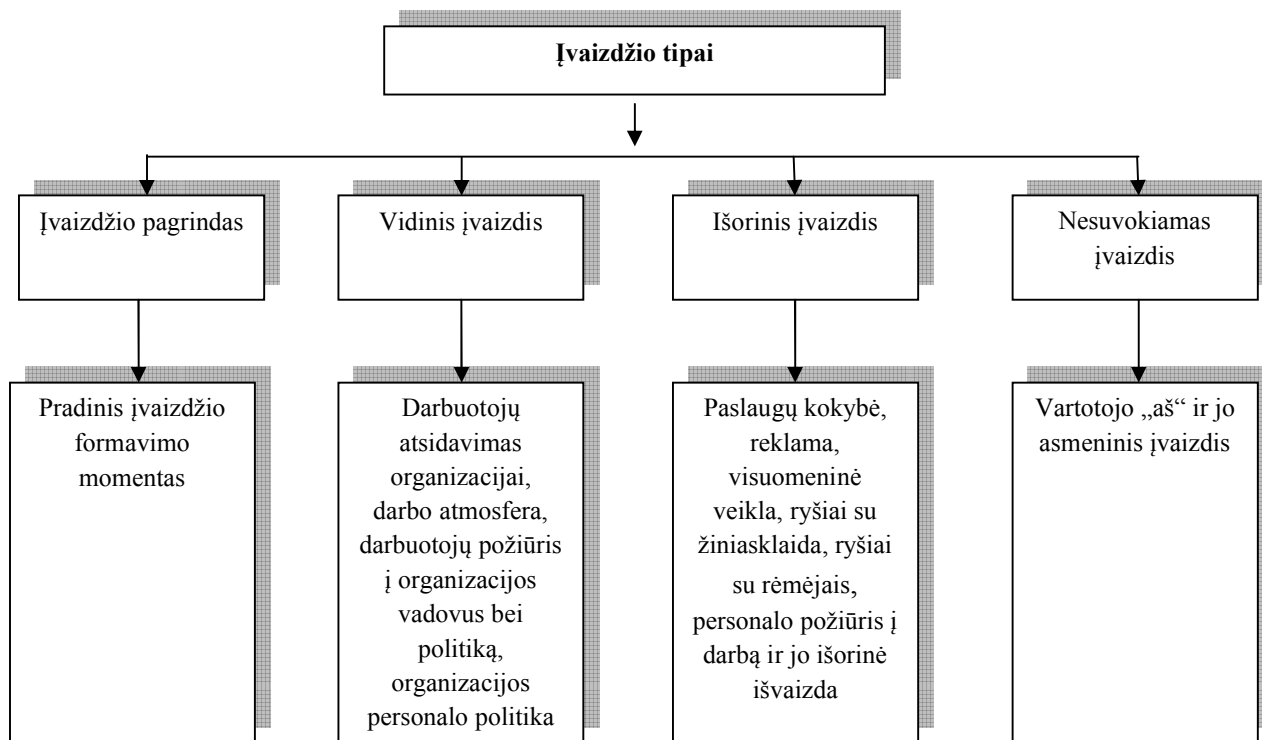 Įvaizdžio tipai
Įvaizdžio pagrindas
Vidinis įvaizdis
Išorinis įvaizdis
Nesuvokiamas
įvaizdis
Pradinis įvaizdžio
formavimo
momentas
Darbuotojų
atsidavimas
organizacijai,
darbo atmosfera,
darbuotojų požiūris
į organizacijos
vadovus bei
politiką,
organizacijos
personalo politika
Paslaugų kokybė,
reklama,
visuomeninė
veikla, ryšiai su
žiniasklaida, ryšiai
su rėmėjais,
personalo požiūris į
darbą ir jo išorinė
išvaizda
Vartotojo „aš“ ir jo
asmeninis įvaizdis